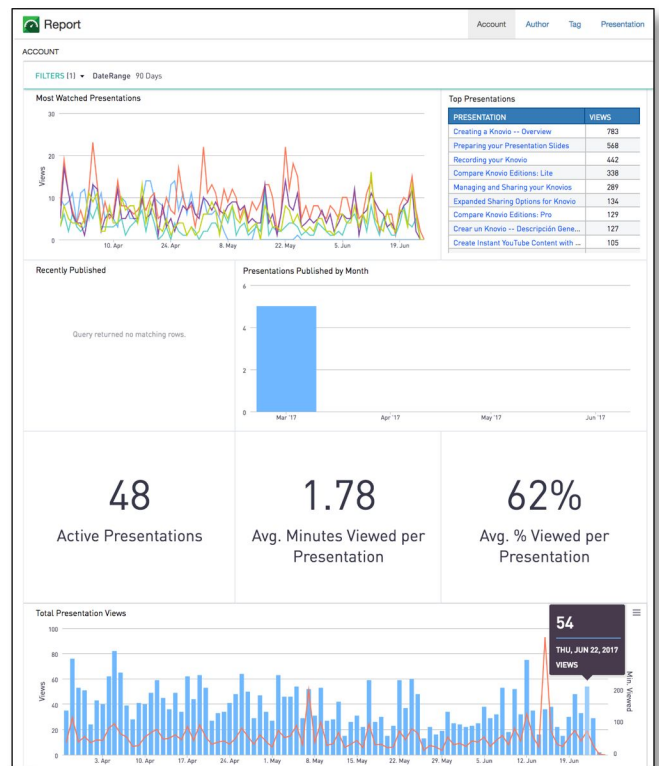 Report
Account
Author
Tag
Presentation
ACCOUNT
FILTERS (1) DateRange 90 Days
Most Watched Presentations
30
20
10
0
Views
10. Apr
24. Apr
8. May
22. May
5. Jun
19. Jun
Top Presentations
PRESENTATION VIEWS
Creating a Knovio -- Overview 783
Preparing your Presentation Slides 568
Recording your Knovio 442
Compare Knovio Editions: Lite 338
Managing and Sharing your Knovios 289
Expanded Sharing Options for Knovio 134
Compare Knovio Editions: Pro 129
Crear un Knovio -- Descripción Gene... 127
Create Instant YouTube Content with ... 105
Recently Published
Query returned no matching rows.
Presentations Published by Month
6
4
2
0
Mar '17
Apr '17
May '17
Jun '17
48
Active Presentations
1.78
Avg. Minutes Viewed per
Presentation
62%
Avg. % Viewed per
Presentation
Total Presentation Views
54
THU, JUN 22, 2017
VIEWS
100
80
60
40
20
0
Views
200
100
0
Min. Viewed
3. Apr
10. Apr
17. Apr
24. Apr
1. May
8. May
15. May
22. May
29. May
5. Jun
12. Jun
19. Jun